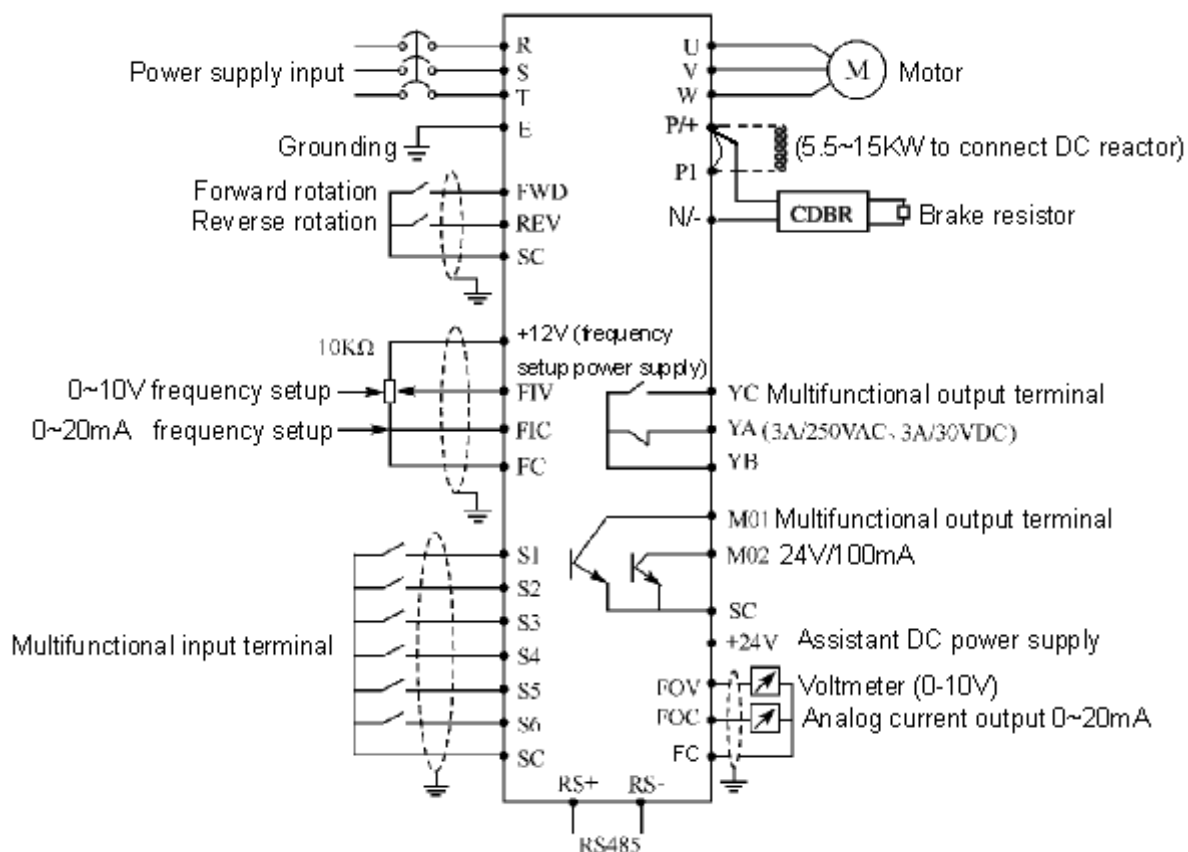 R
U
Power supply input
S
V
M
Motor
T
W
E
P/+
Grounding
(5.5~15KW to connect DC reactor)
P1
Forward rotation
FWD
Reverse rotation
REV
N/-
CDBR
Brake resistor
SC
10KΩ
+12V (frequency
setup power supply)
0~10V frequency setup
FIV
YC Multifunctional output terminal
0~20mA frequency setup
FIC
YA (3A/250VAC、3A/30VDC)
FC
YB
M01 Multifunctional output terminal
S1
M02 24V/100mA
S2
S3
SC
Multifunctional input terminal
S4
+24V Assistant DC power supply
S5
FOV
Voltmeter (0-10V)
S6
FOC
Analog current output 0~20mA
SC
FC
RS+ RS-
RS485